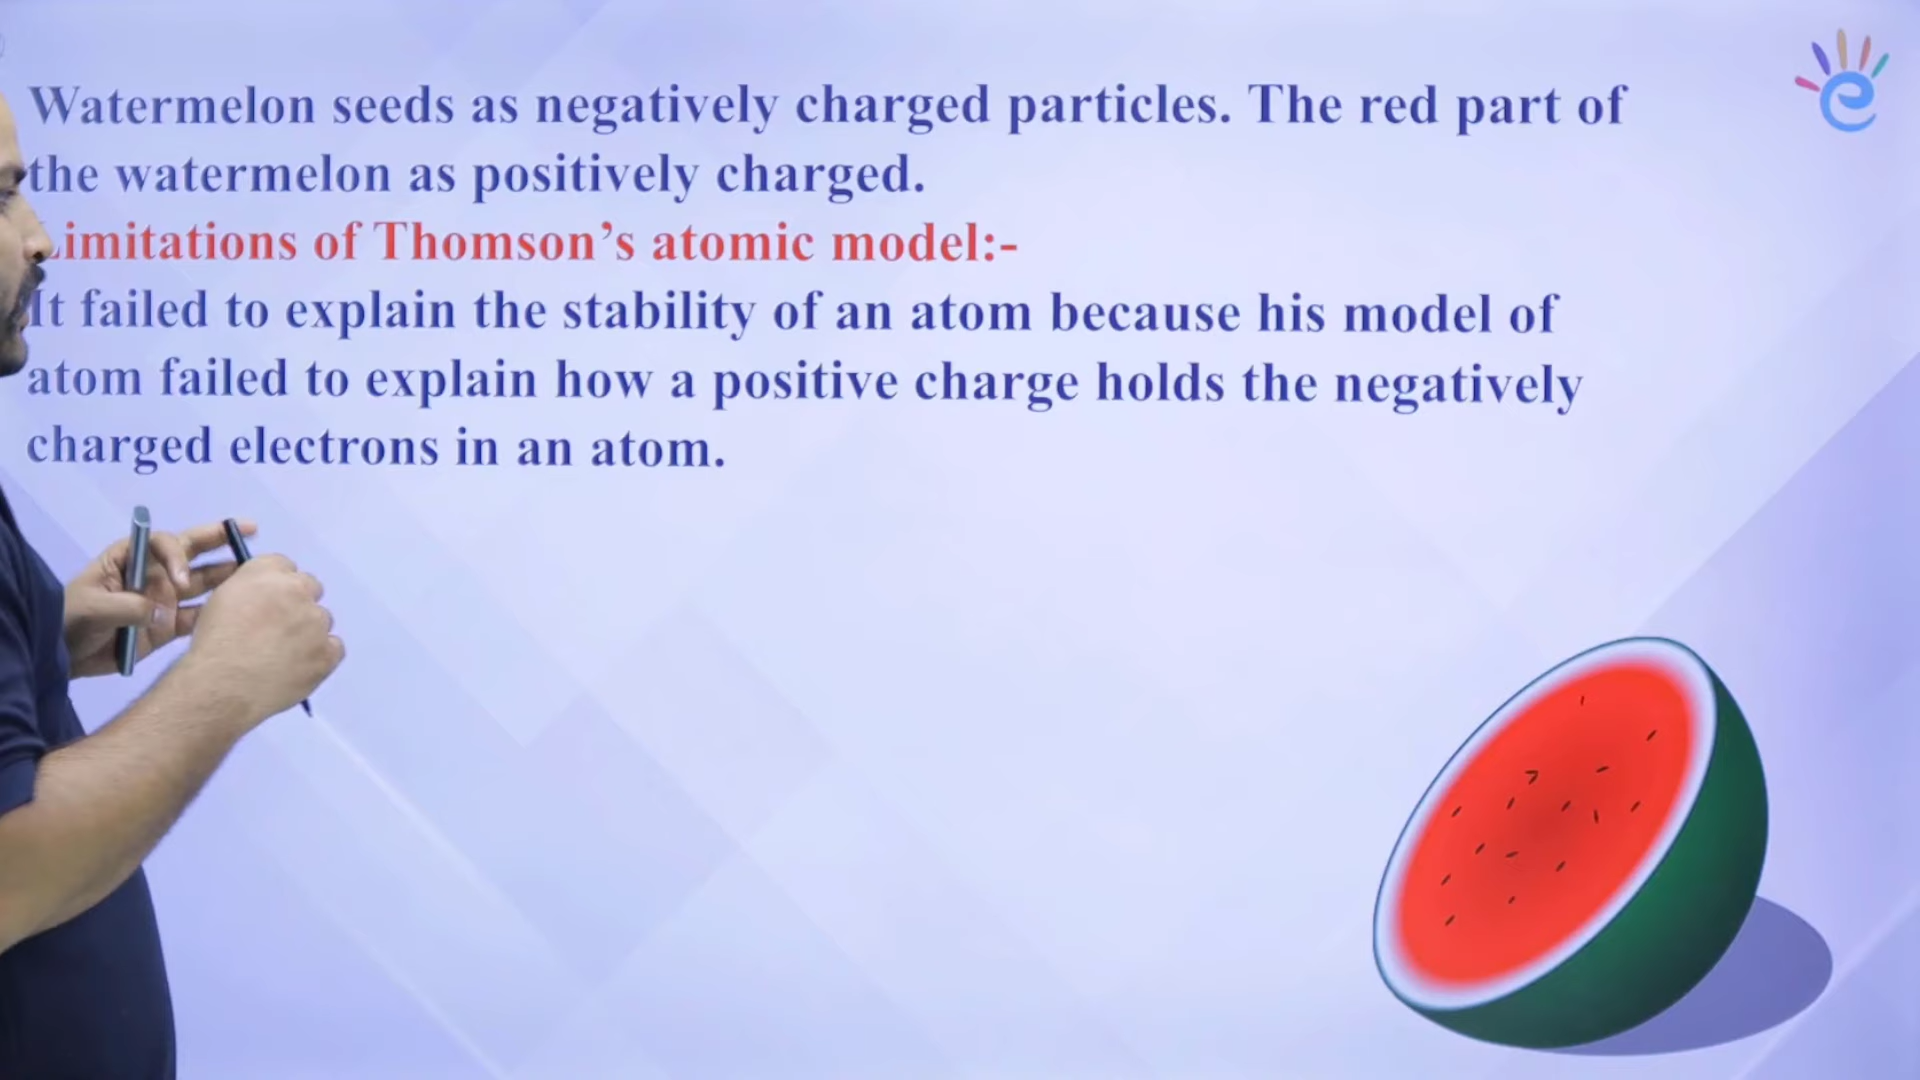 Watermelon seeds as negatively charged particles. The red part of
the watermelon as positively charged.
Limitations of Thomson’s atomic model:-
It failed to explain the stability of an atom because his model of
atom failed to explain how a positive charge holds the negatively
charged electrons in an atom.